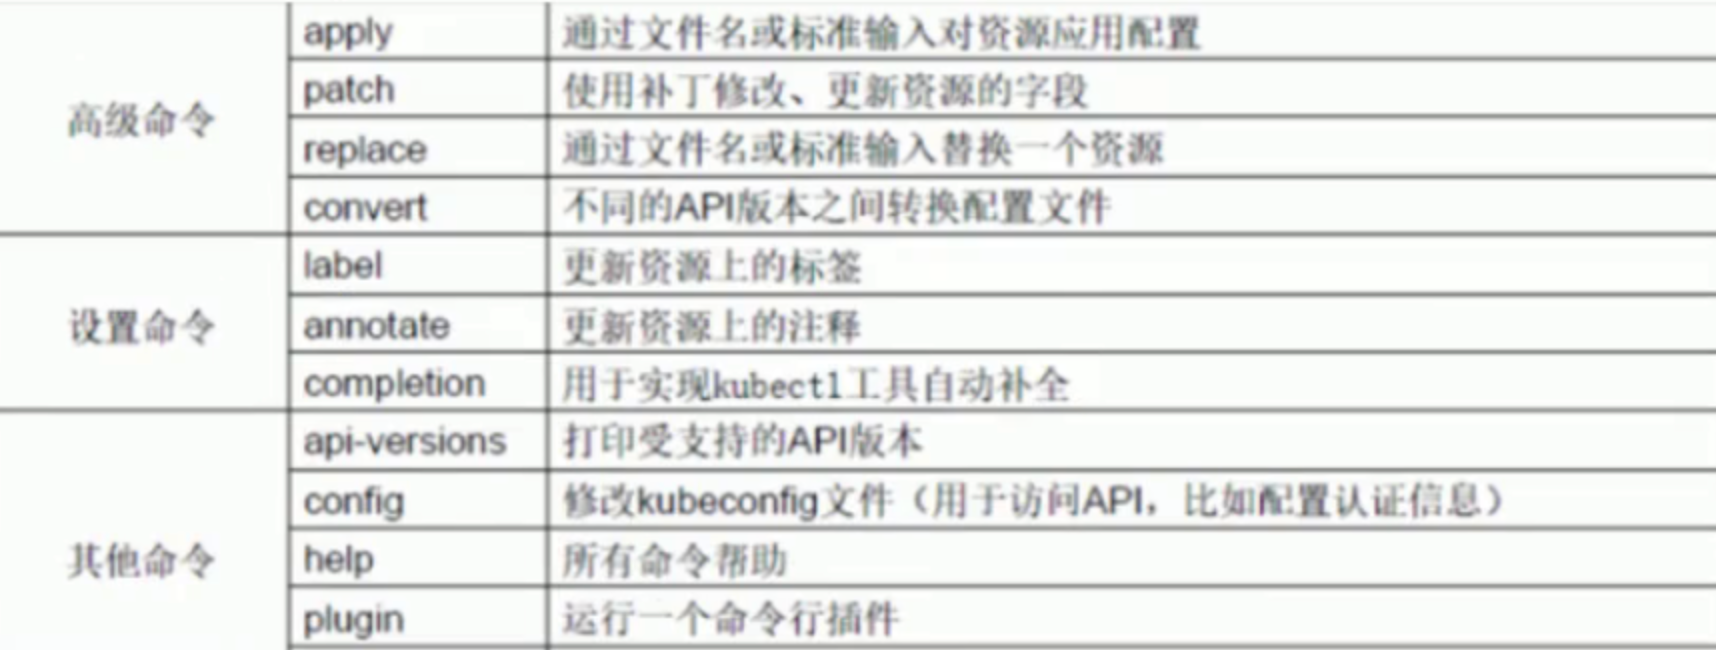 高级命令
apply 通过文件名或标准输入对资源应用配置
patch 使用补丁修改、更新资源的字段
replace 通过文件名或标准输入替换一个资源
convert 不同的API版本之间转换配置文件
设置命令
label 更新资源上的标签
annotate 更新资源上的注释
completion 用于实现kubectl工具自动补全
其他命令
api-versions 打印受支持的API版本
config 修改kubeconfig文件（用于访问API，比如配置认证信息）
help 所有命令帮助
plugin 运行一个命令行插件